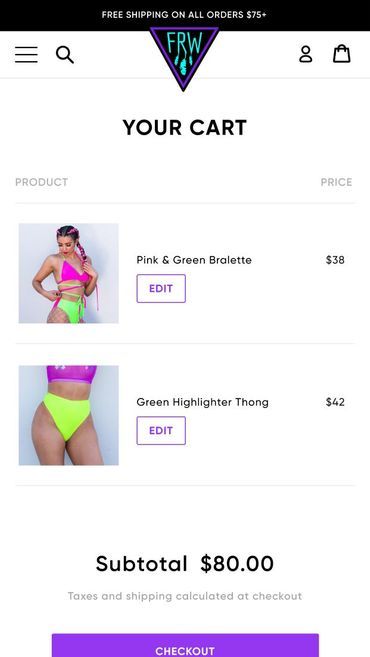 FREE SHIPPING ON ALL ORDERS $75+
FRW
YOUR CART
PRODUCT PRICE
Pink & Green Bralette $38
EDIT
Green Highlighter Thong $42
EDIT
Subtotal $80.00
Taxes and shipping calculated at checkout
CHECKOUT